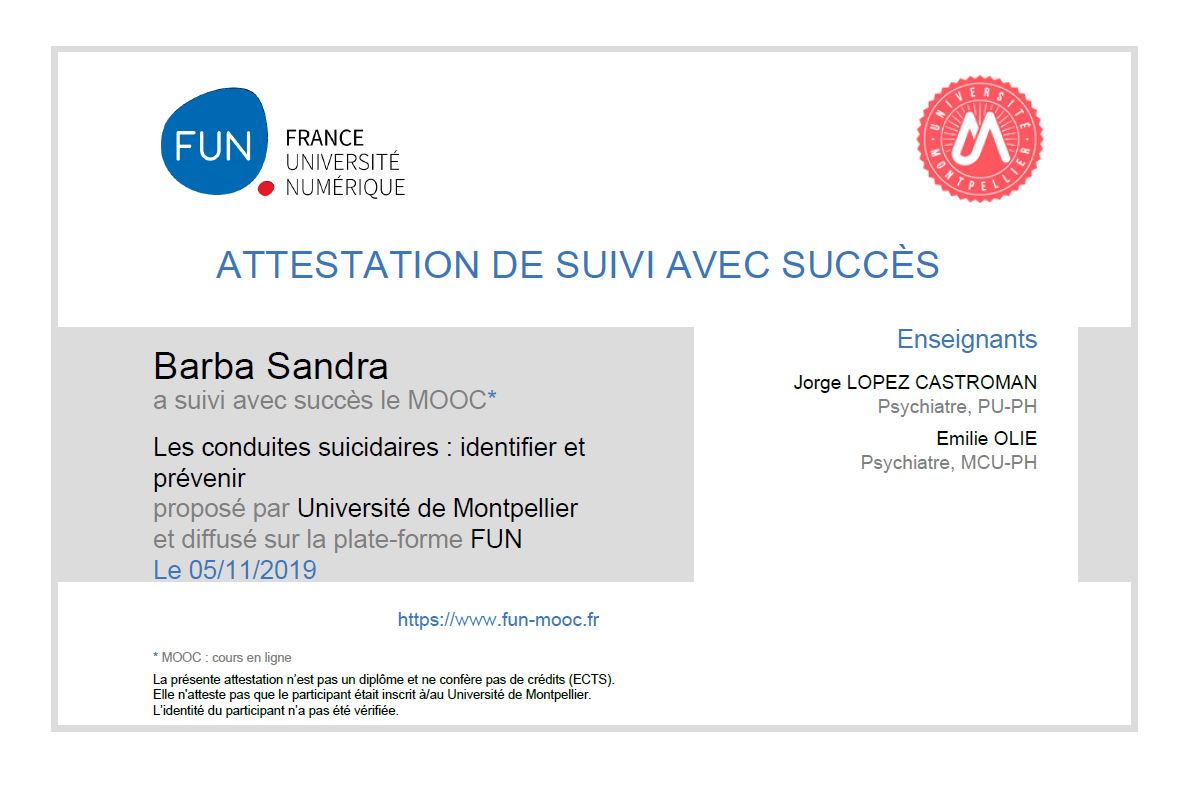 FUN
FRANCE
UNIVERSITÉ
NUMÉRIQUE
UNIVERSITÉ
MONTPELLIER
ATTESTATION DE SUIVI AVEC SUCCÈS
Barba Sandra
a suivi avec succès le MOOC*
Les conduites suicidaires : identifier et
prévenir
proposé par Université de Montpellier
et diffusé sur la plate-forme FUN
Le 05/11/2019
Enseignants
Jorge LOPEZ CASTROMAN
Psychiatre, PU-PH
Emilie OLIE
Psychiatre, MCU-PH
https://www.fun-mooc.fr
* MOOC : cours en ligne
La présente attestation n’est pas un diplôme et ne confère pas de crédits (ECTS).
Elle n'atteste pas que le participant était inscrit à/au Université de Montpellier.
L’identité du participant n’a pas été vérifiée.